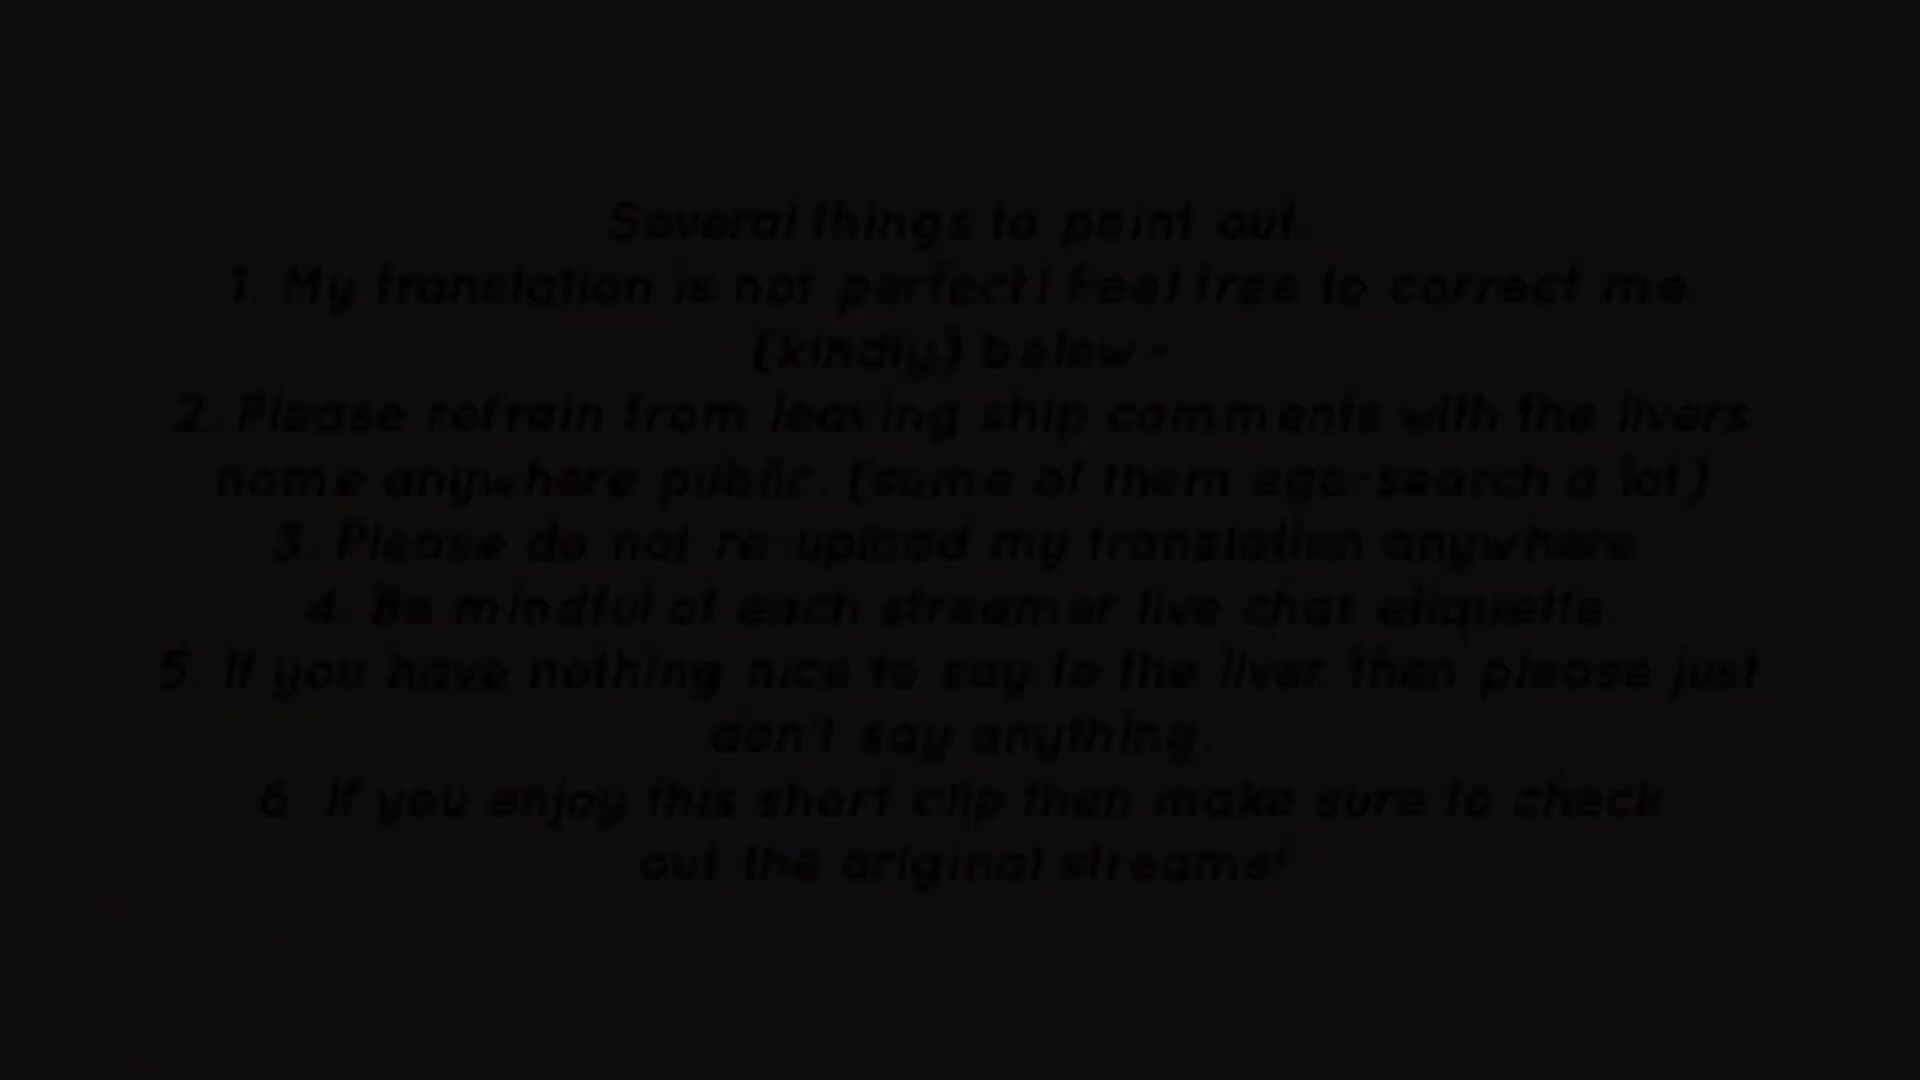 Several things to point out:
1. My translation is not perfect! Feel free to correct me
(kindly) below -
2. Please refrain from leaving ship comments with the livers
name anywhere public. (some of them ego-search a lot)
3. Please do not re-upload my translation anywhere.
4. Be mindful of each streamer live chat etiquette.
5. If you have nothing nice to say to the liver, then please just
don't say anything.
6. If you enjoy this short clip then make sure to check
out the original streams!